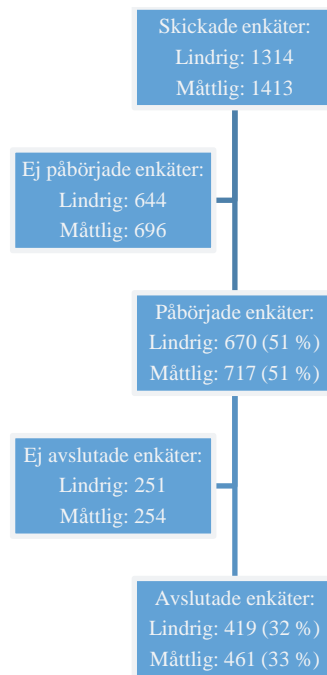 Skickade enkäter:
Lindrig: 1314
Måttlig: 1413
Ej påbörjade enkäter:
Lindrig: 644
Måttlig: 696
Påbörjade enkäter:
Lindrig: 670 (51 %)
Måttlig: 717 (51 %)
Ej avslutade enkäter:
Lindrig: 251
Måttlig: 254
Avslutade enkäter:
Lindrig: 419 (32 %)
Måttlig: 461 (33 %)